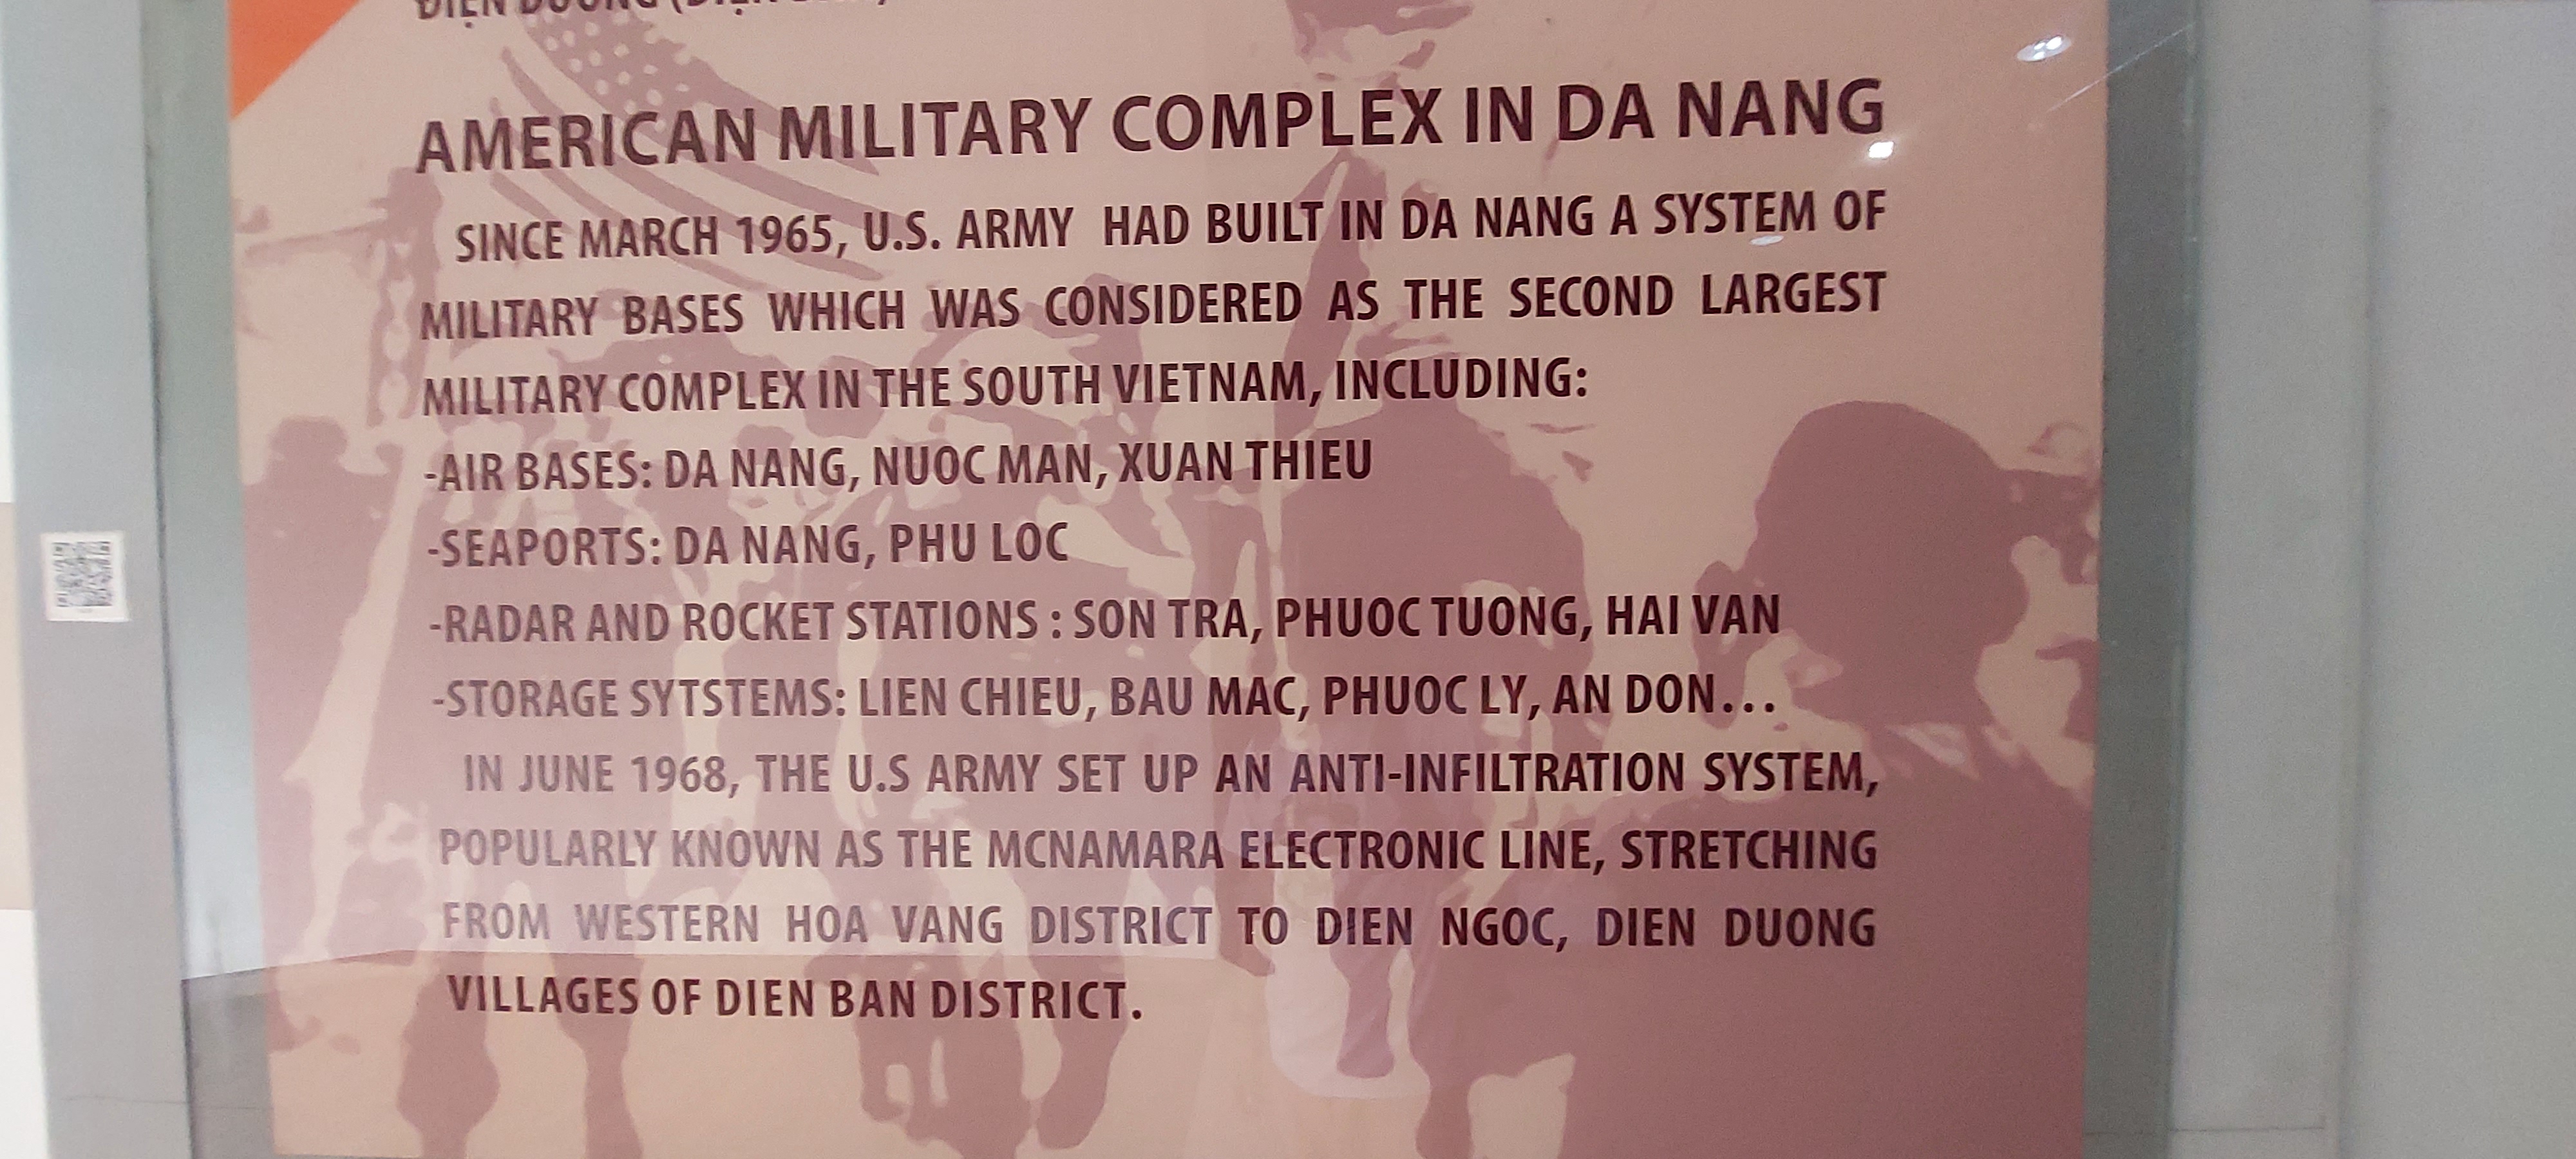 AMERICAN MILITARY COMPLEX IN DA NANG
SINCE MARCH 1965, U.S. ARMY HAD BUILT IN DA NANG A SYSTEM OF
MILITARY BASES WHICH WAS CONSIDERED AS THE SECOND LARGEST
MILITARY COMPLEX IN THE SOUTH VIETNAM, INCLUDING:
-AIR BASES: DA NANG, NUOC MAN, XUAN THIEU
-SEAPORTS: DA NANG, PHU LOC
-RADAR AND ROCKET STATIONS : SON TRA, PHUOC TUONG, HAI VAN
-STORAGE SYTSTEMS: LIEN CHIEU, BAU MAC, PHUOC LY, AN DON...
IN JUNE 1968, THE U.S ARMY SET UP AN ANTI-INFILTRATION SYSTEM,
POPULARLY KNOWN AS THE MCNAMARA ELECTRONIC LINE, STRETCHING
FROM WESTERN HOA VANG DISTRICT TO DIEN NGOC, DIEN DUONG
VILLAGES OF DIEN BAN DISTRICT.